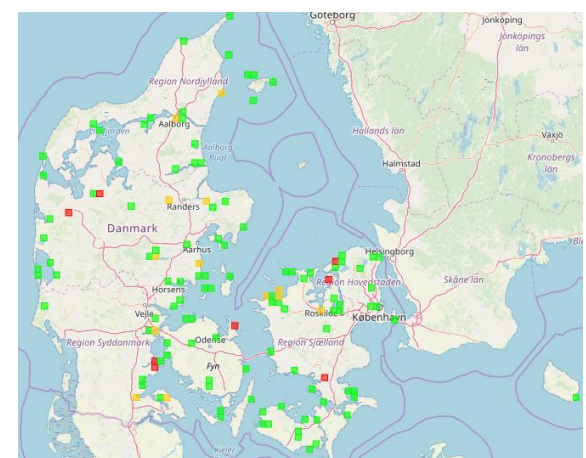 Göteborg
Jönköping
Jönköpings
län
Region Nordjylland
Limfjorden
Aalborg
Aalborg
Bugt
Hallands län
Växjö
Kronobergs
län
Halmstad
Randers
Danmark
Aarhus
Helsingborg
Horsens
Region Hovedstaden
Skåne län
Vejle
Roskilde
København
Region Syddanmark
Odense
Region Sjælland
Fyn
Kieler